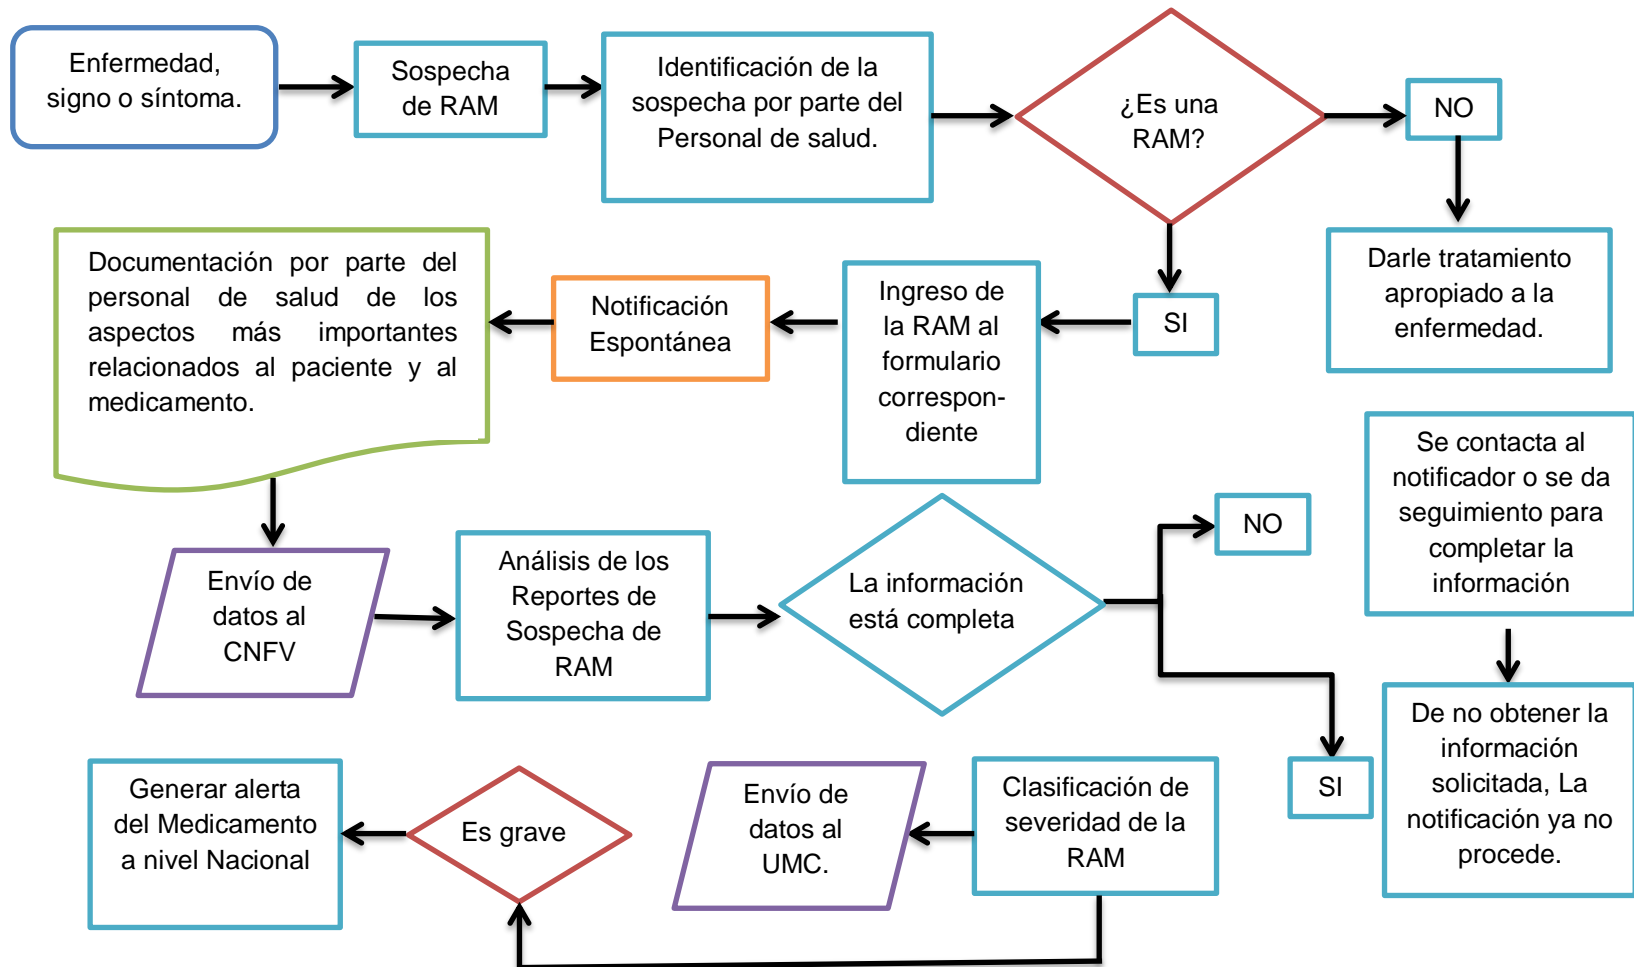 Enfermedad,
signo o síntoma.
Sospecha
de RAM
Identificación de la
sospecha por parte del
Personal de salud.
¿Es una
RAM?
NO
Darle tratamiento
apropiado a la
enfermedad.
SI
Ingreso de
la RAM al
formulario
correspon-
diente
Notificación
Espontánea
Documentación por parte del
personal de salud de los
aspectos más importantes
relacionados al paciente y al
medicamento.
Envío de
datos al
CNFV
Análisis de los
Reportes de
Sospecha de
RAM
La información
está completa
NO
Se contacta al
notificador o se da
seguimiento para
completar la
información
De no obtener la
información
solicitada, La
notificación ya no
procede.
SI
Clasificación de
severidad de la
RAM
Envío de
datos al
UMC.
Es grave
Generar alerta
del Medicamento
a nivel Nacional